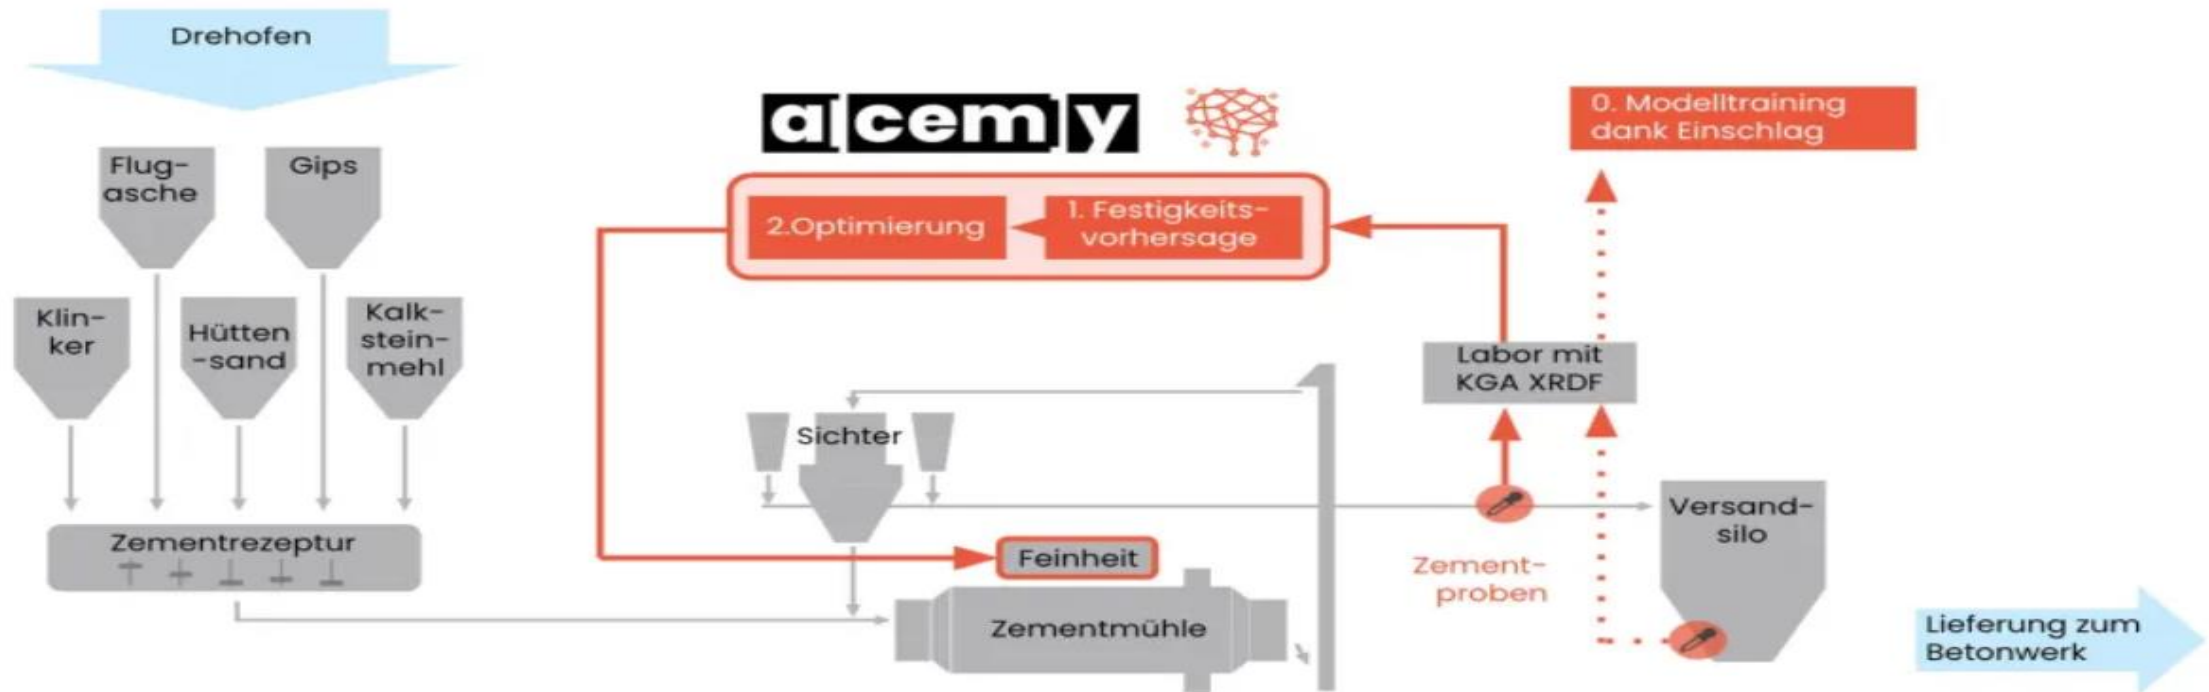 Drehofen
Flug-
asche
Gips
Klin-
ker
Hütten
-sand
Kalk-
stein-
mehl
Zementrezeptur
a[cem]y
2.Optimierung
1. Festigkeits-
vorhersage
0. Modelltraining
dank Einschlag
Labor mit
KGA XRDF
Sichter
Feinheit
Zementmühle
Zement-
proben
Versand-
silo
Lieferung zum
Betonwerk